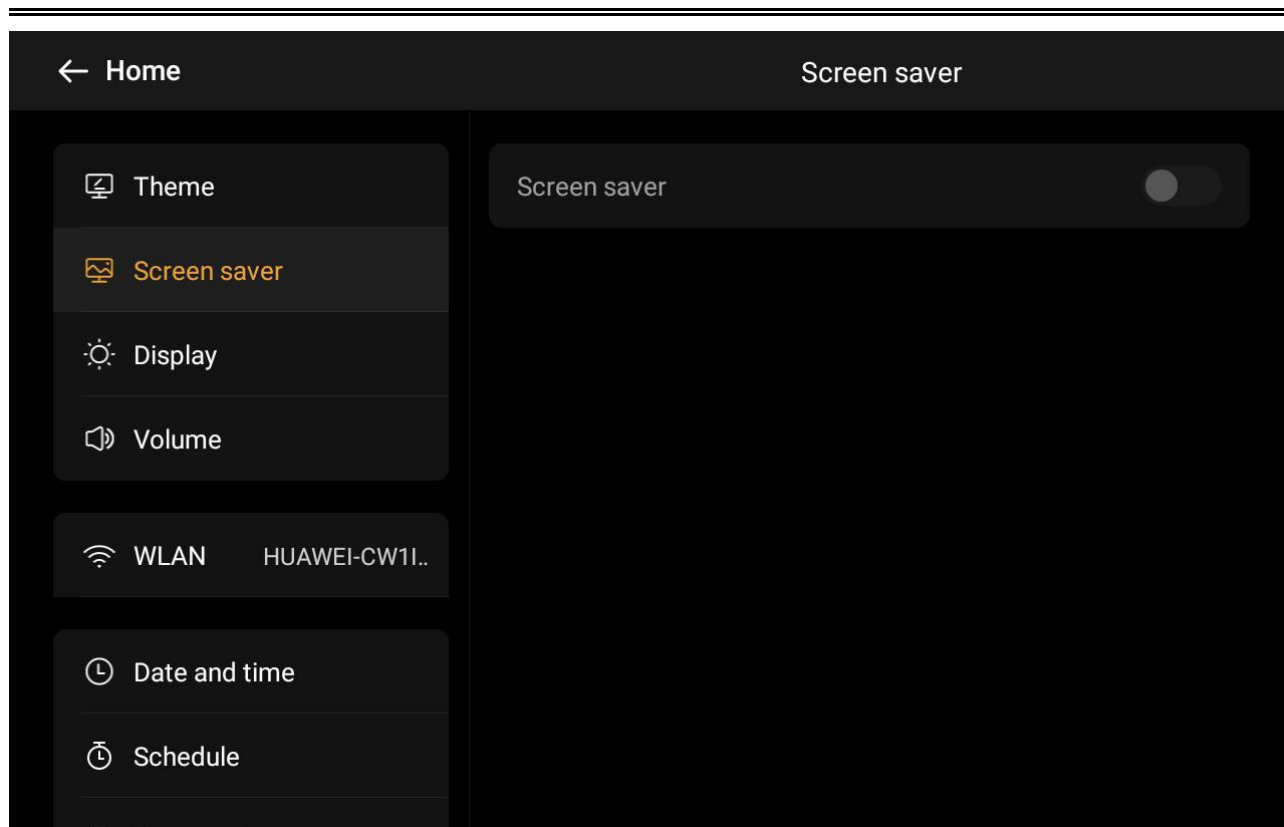 Home
Screen saver
Theme
Screen saver
Display
Volume
WLAN HUAWEI-CW1I..
Date and time
Schedule
Screen saver